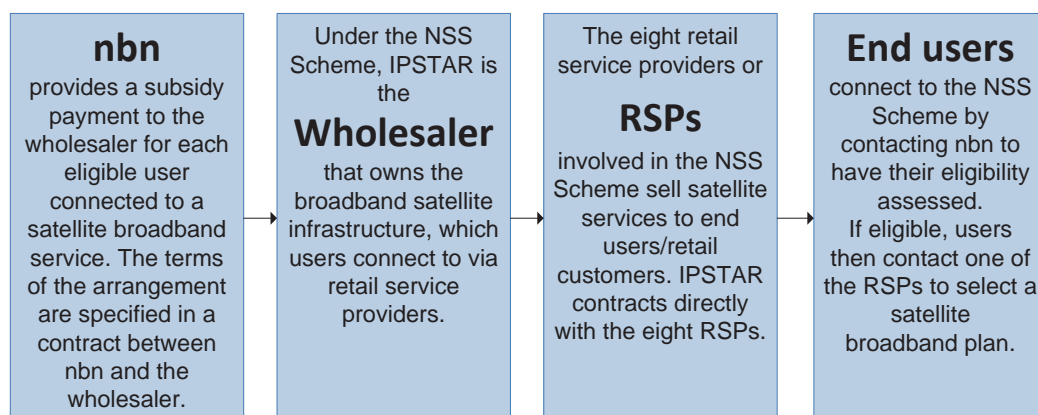 nbn
provides a subsidy
payment to the
wholesaler for each
eligible user
connected to a
satellite broadband
service. The terms
of the arrangement
are specified in a
contract between
nbn and the
wholesaler.
Under the NSS
Scheme, IPSTAR is
the
Wholesaler
that owns the
broadband satellite
infrastructure, which
users connect to via
retail service
providers.
The eight retail
service providers or
RSPs
involved in the NSS
Scheme sell satellite
services to end
users/retail
customers. IPSTAR
contracts directly
with the eight RSPs.
End users
connect to the NSS
Scheme by
contacting nbn to
have their eligibility
assessed.
If eligible, users
then contact one of
the RSPs to select a
satellite
broadband plan.